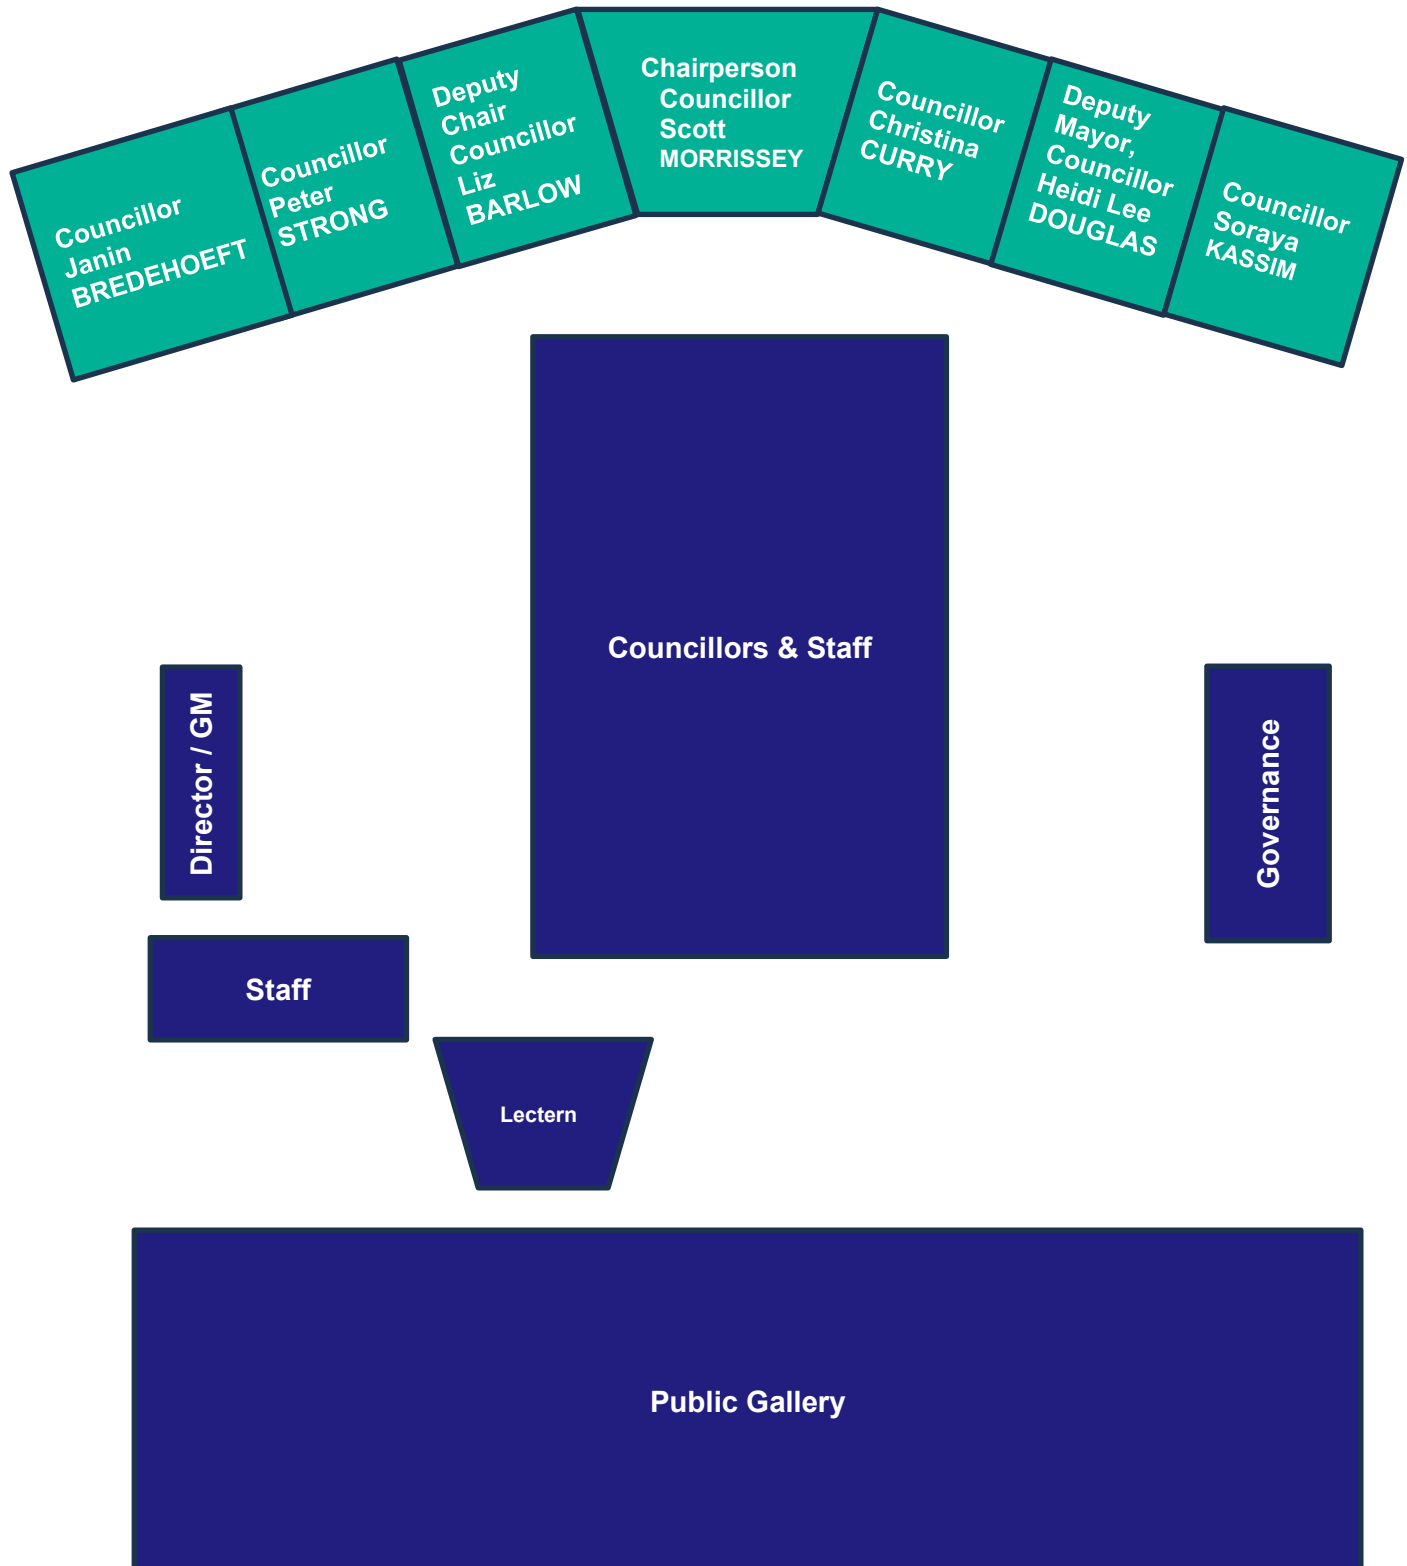 Councillor
Janin
BREDEHOEFT
Councillor
Peter
STRONG
Deputy
Chair
Councillor
Liz
BARLOW
Chairperson
Councillor
Scott
MORRISSEY
Councillor
Christina
CURRY
Deputy
Mayor,
Councillor
Heidi Lee
DOUGLAS
Councillor
Soraya
KASSIM
Councillors & Staff
Director / GM
Governance
Staff
Lectern
Public Gallery